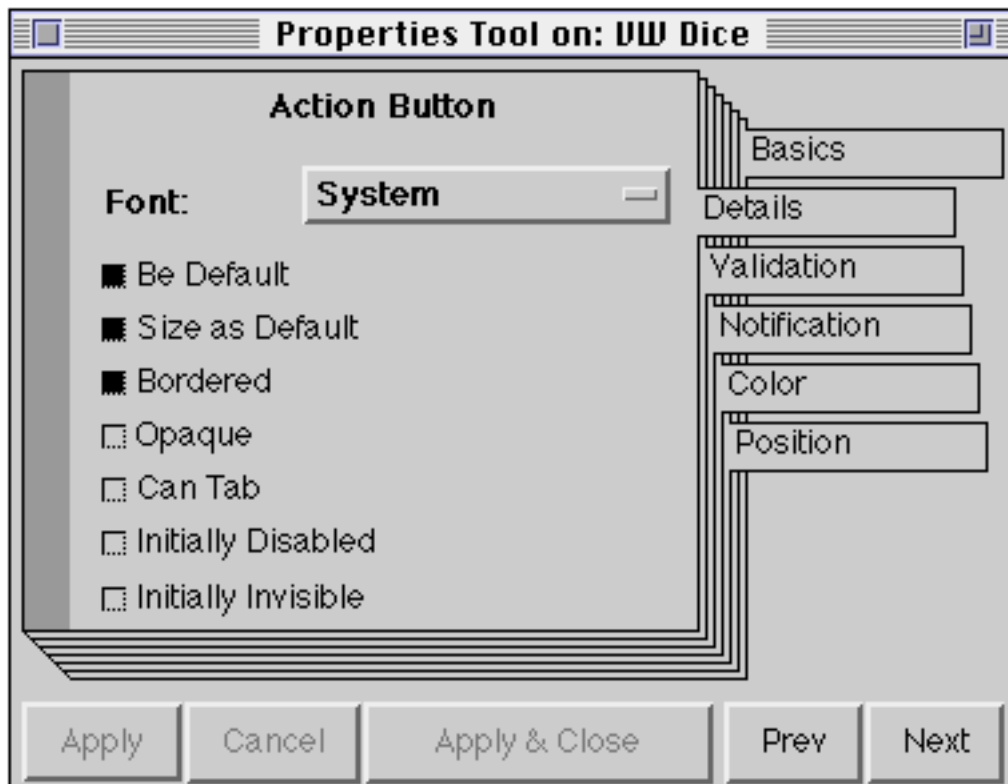 Properties Tool on: VW Dice
Action Button
Font: System
Be Default
Size as Default
Bordered
Opaque
Can Tab
Initially Disabled
Initially Invisible
Basics
Details
Validation
Notification
Color
Position
Apply Cancel Apply & Close Prev Next